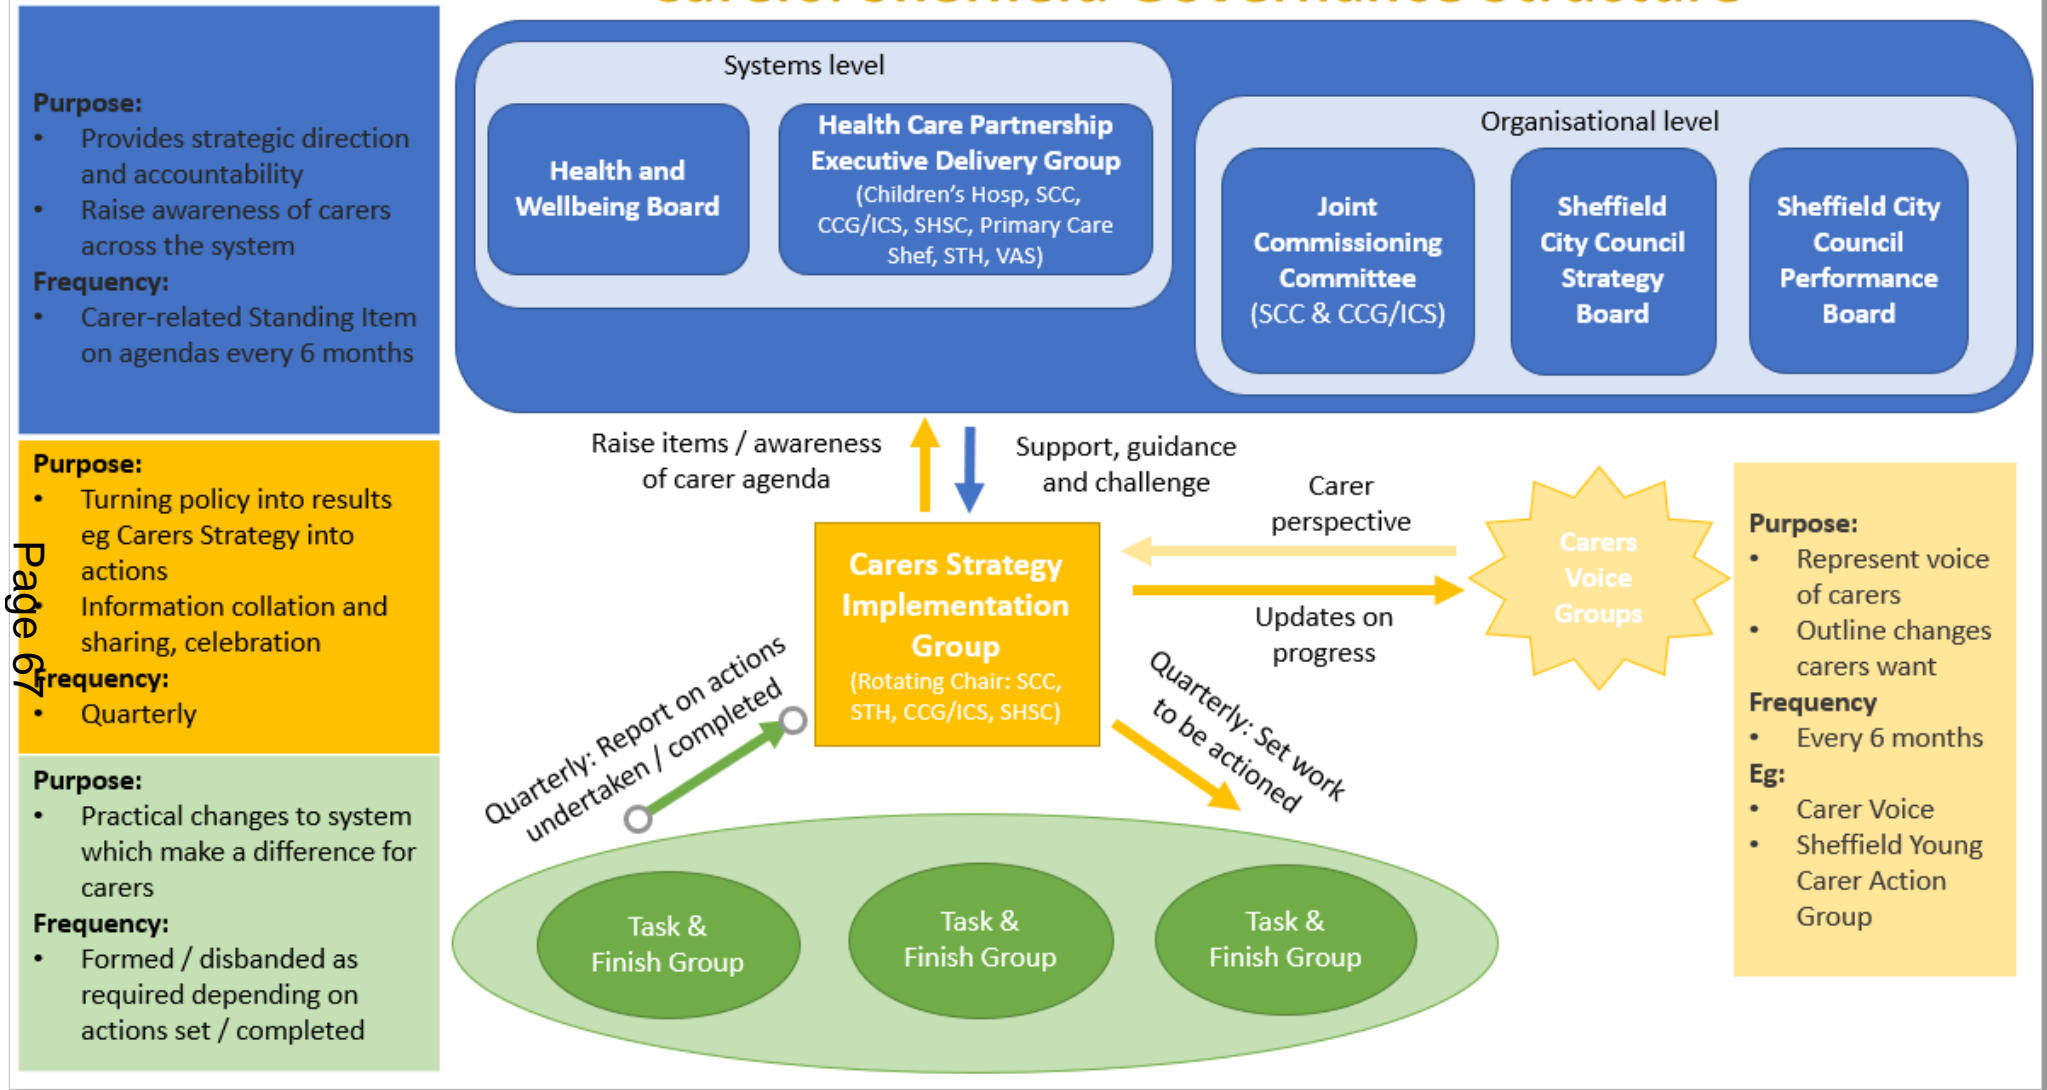 Purpose:
• Provides strategic direction
and accountability
• Raise awareness of carers
across the system
Frequency:
• Carer-related Standing Item
on agendas every 6 months
Purpose:
• Turning policy into results
eg Carers Strategy into
actions
• Information collation and
sharing, celebration
Frequency:
• Quarterly
Page 67
Purpose:
• Practical changes to system
which make a difference for
carers
Frequency:
• Formed / disbanded as
required depending on
actions set / completed
Systems level
Health and
Wellbeing Board
Health Care Partnership
Executive Delivery Group
(Children's Hosp, SCC,
CCG/ICS, SHSC, Primary Care
Shef, STH, VAS)
Organisational level
Joint
Commissioning
Committee
(SCC & CCG/ICS)
Sheffield
City Council
Strategy
Board
Sheffield City
Council
Performance
Board
Raise items / awareness
of carer agenda
Support, guidance
and challenge
Carers Strategy
Implementation
Group
(Rotating Chair: SCC,
STH, CCG/ICS, SHSC)
Carer
perspective
Updates on
progress
Carers
Voice
Groups
Purpose:
• Represent voice
of carers
• Outline changes
carers want
Frequency
• Every 6 months
Eg:
• Carer Voice
• Sheffield Young
Carer Action
Group
Quarterly: Report on actions
undertaken / completed
Quarterly: Set work
to be actioned
Task &
Finish Group
Task &
Finish Group
Task &
Finish Group